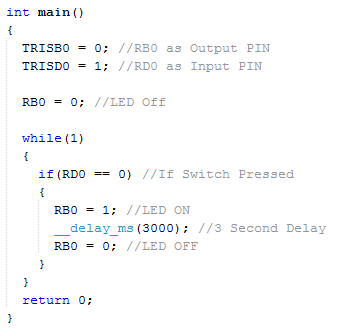 int main()
{
  TRISB0 = 0; //RB0 as Output PIN
  TRISD0 = 1; //RD0 as Input PIN

  RB0 = 0; //LED Off

  while(1)
  {
    if(RD0 == 0) //If Switch Pressed
    {
      RB0 = 1; //LED ON
      __delay_ms(3000); //3 Second Delay
      RB0 = 0; //LED OFF
    }
  }
  return 0;
}